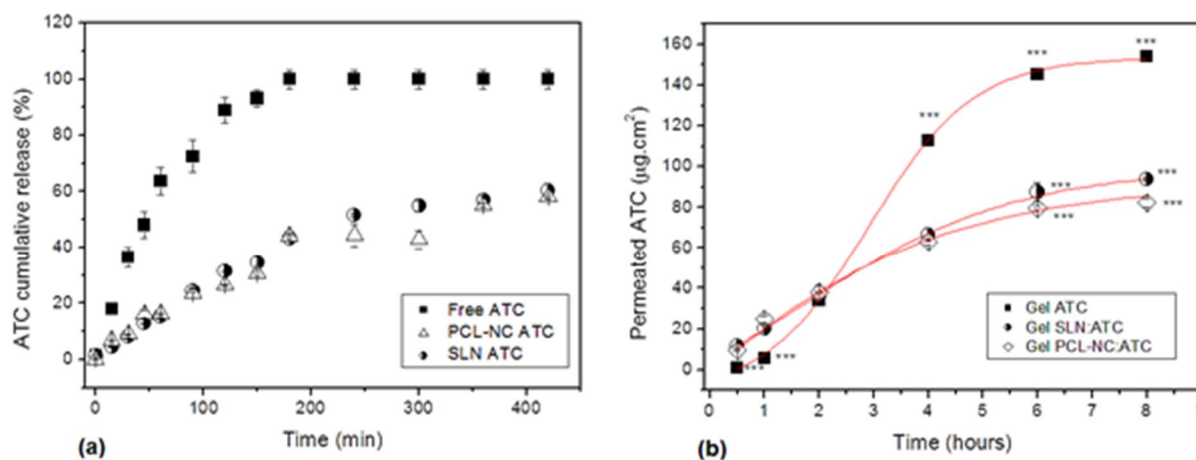 120
100
80
60
40
20
0
ATC cumulative release (%)
Free ATC
PCL-NC ATC
SLN ATC
0 100 200 300 400
Time (min)
(a)
160
140
120
100
80
60
40
20
0
Permeated ATC (µg.cm²)
***
***
***
***
***
***
***
***
***
Gel ATC
Gel SLN:ATC
Gel PCL-NC:ATC
0 1 2 3 4 5 6 7 8 9
Time (hours)
(b)